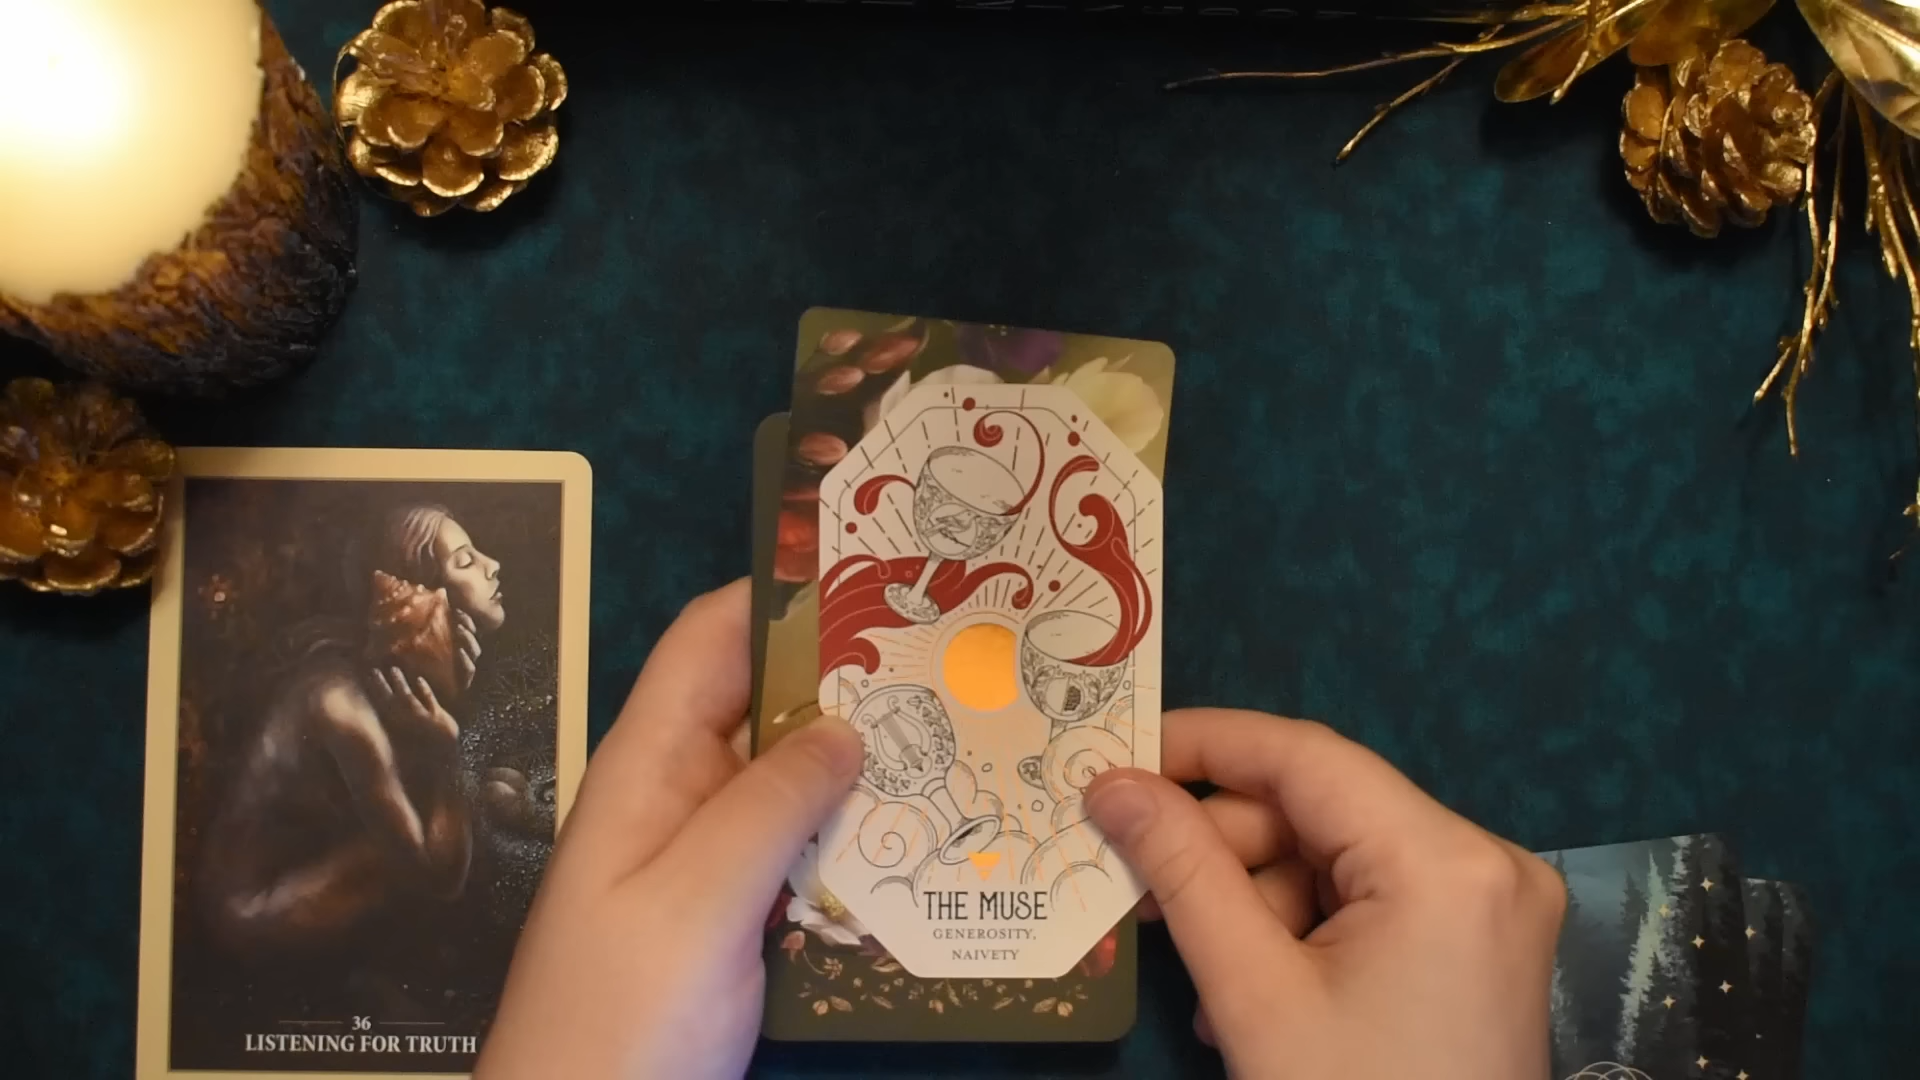 36
LISTENING FOR TRUTH
THE MUSE
GENEROSITY,
NAIVETY